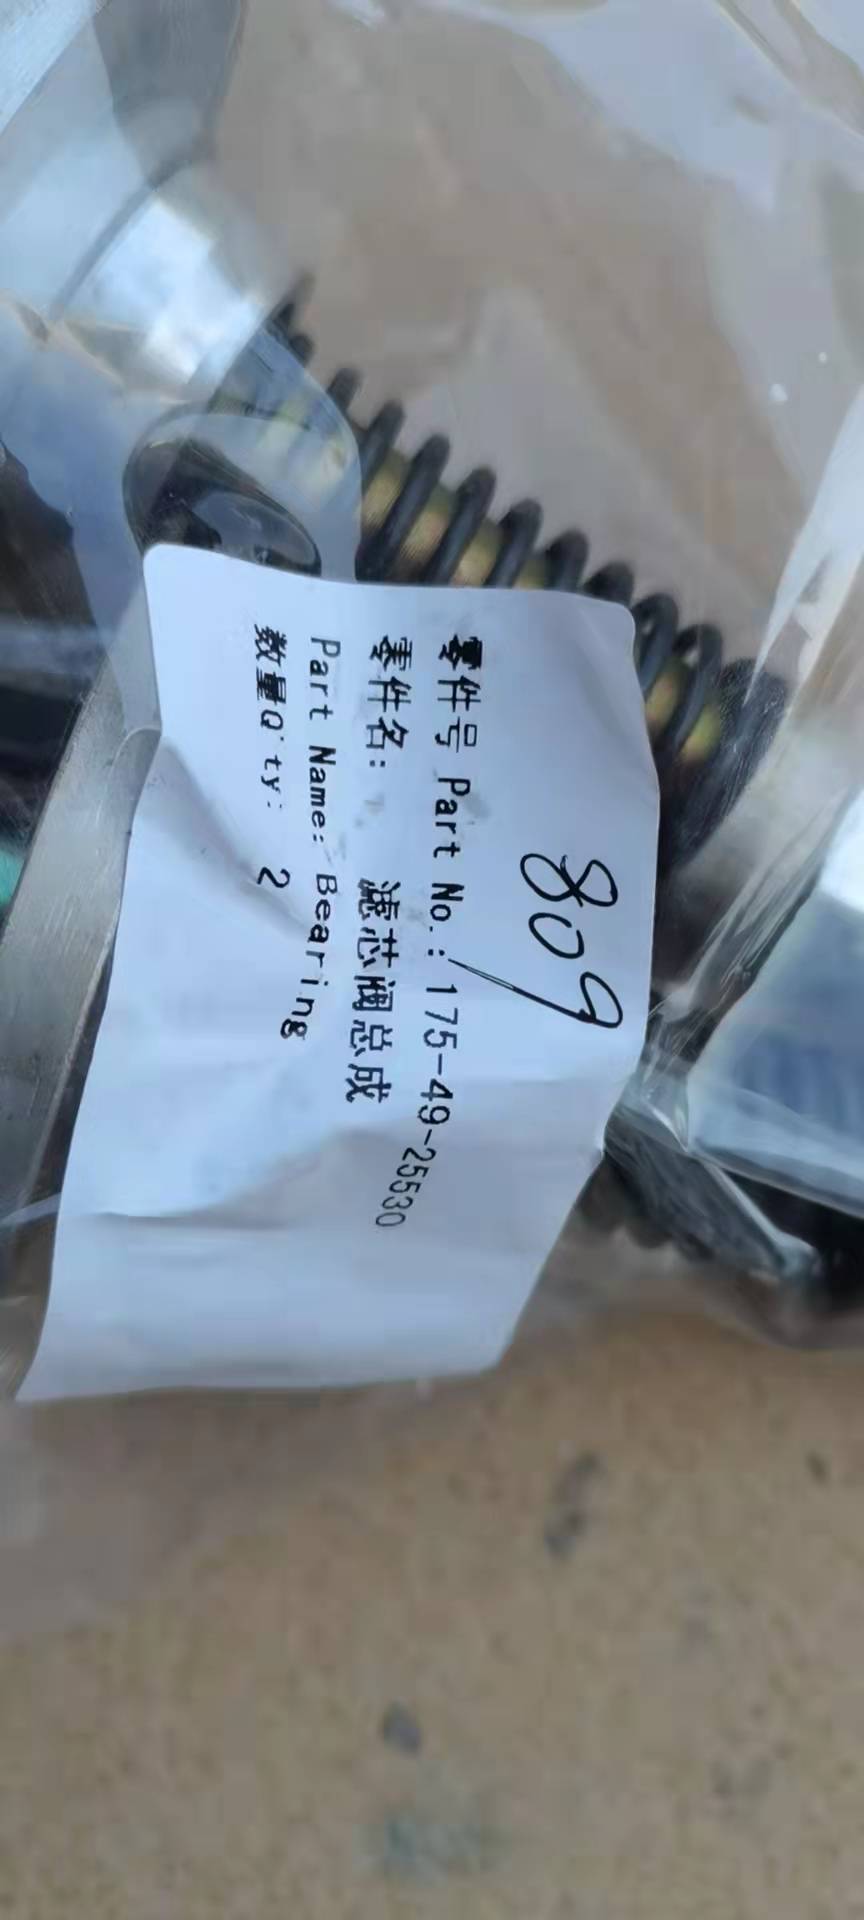 809
零件号 Part No.:175-49-25530
零件名: 滤芯阀总成
Part Name: Bearing
数量Q'ty: 2